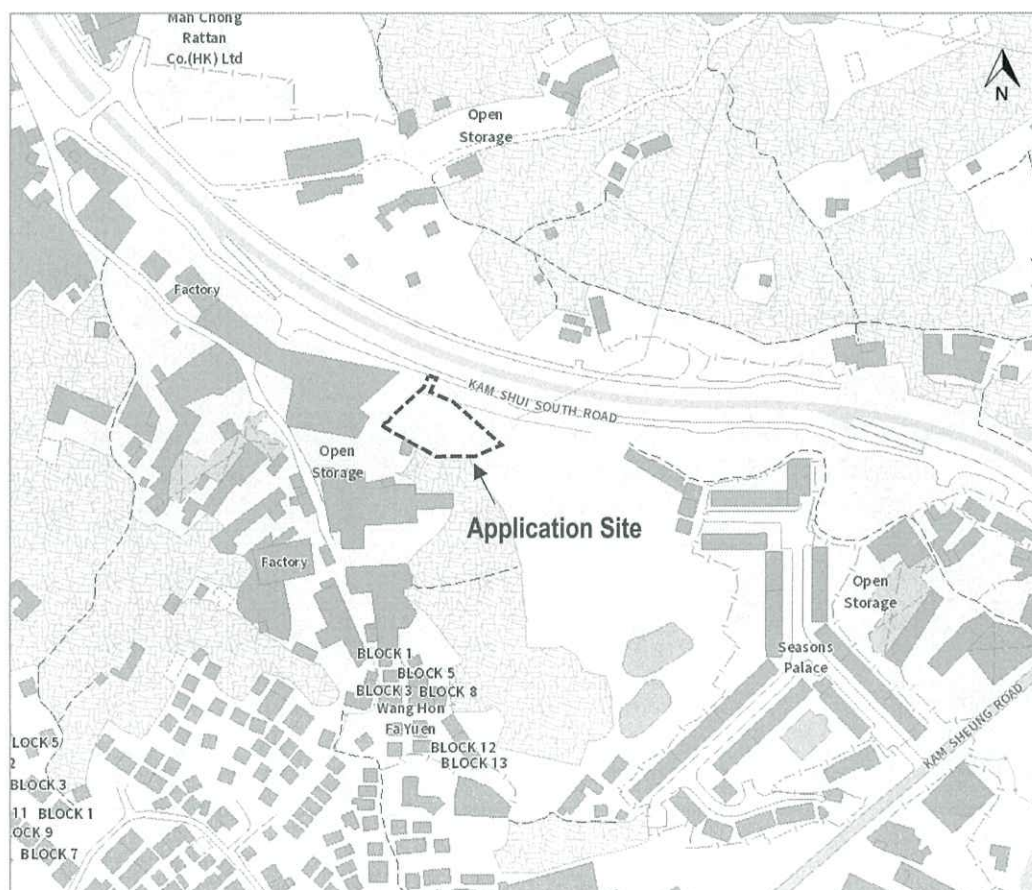 Man Chong
Rattan
Co.(HK) Ltd
N
Open
Storage
Factory
KAM SHUI SOUTH ROAD
Open
Storage
Application Site
Factory
Open
Storage
BLOCK 1
BLOCK 5
BLOCK 3
BLOCK 8
Wang Hon
Fa Yuen
BLOCK 12
BLOCK 13
Seasons
Palace
KAM SHEUNG ROAD
LOCK 5
2
BLOCK 3
11
BLOCK 1
OCK 9
BLOCK 7